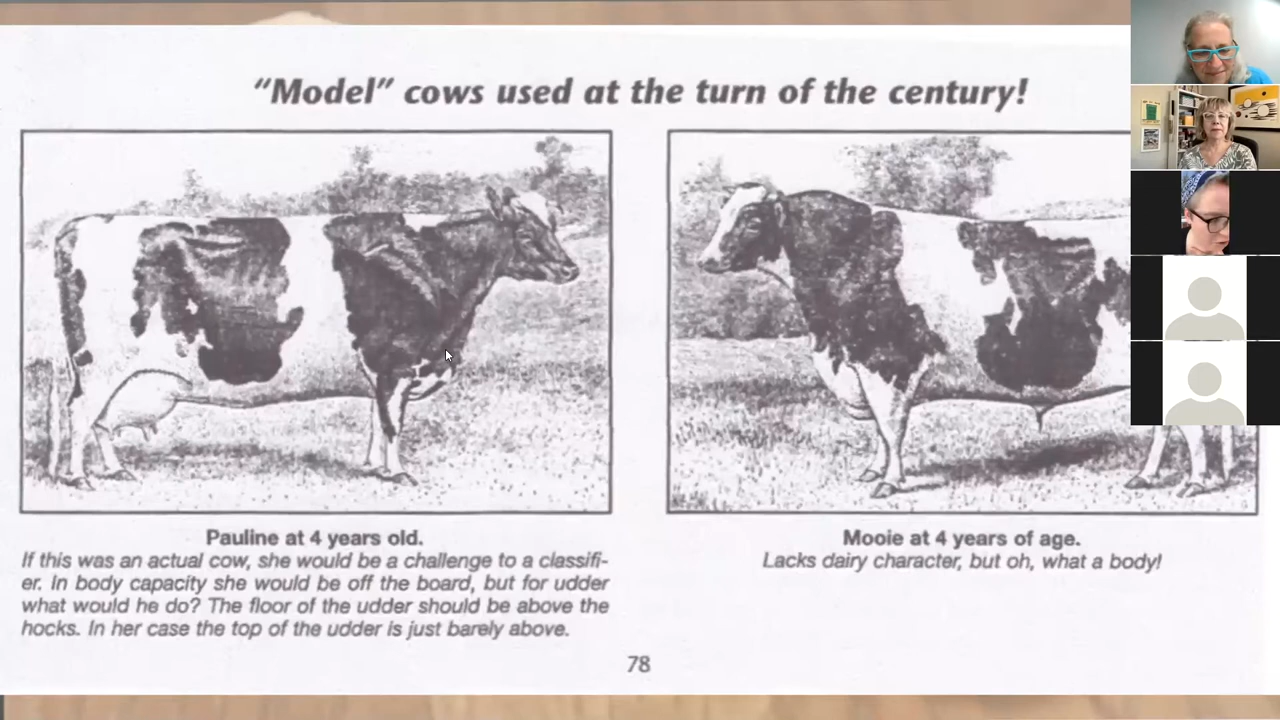 “Model” cows used at the turn of the century!
Pauline at 4 years old.
If this was an actual cow, she would be a challenge to a classifi-
er. In body capacity she would be off the board, but for udder
what would he do? The floor of the udder should be above the
hocks. In her case the top of the udder is just barely above.
Mooie at 4 years of age.
Lacks dairy character, but oh, what a body!
78